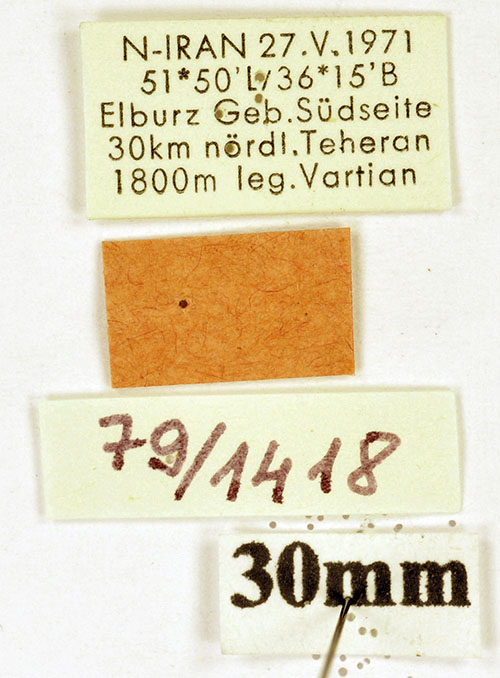 N-IRAN 27.V.1971
51*50'L/36*15'B
Elburz Geb.Südseite
30km nördl.Teheran
1800m leg.Vartian
79/1418
30mm